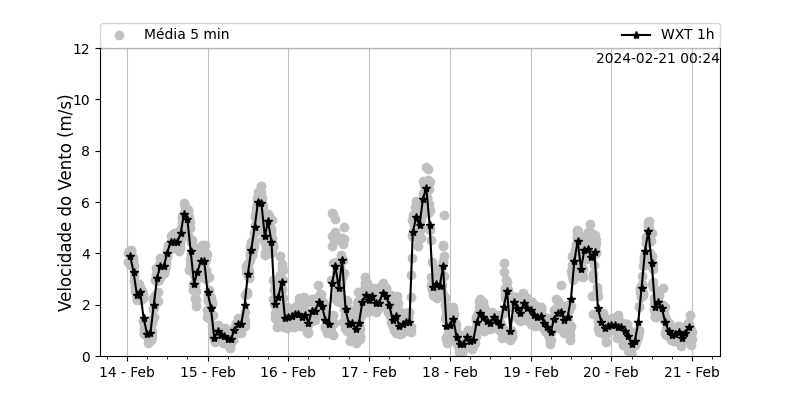 Média 5 min
WXT 1h
2024-02-21 00:24
Velocidade do Vento (m/s)
12
10
8
6
4
2
0
14 - Feb
15 - Feb
16 - Feb
17 - Feb
18 - Feb
19 - Feb
20 - Feb
21 - Feb